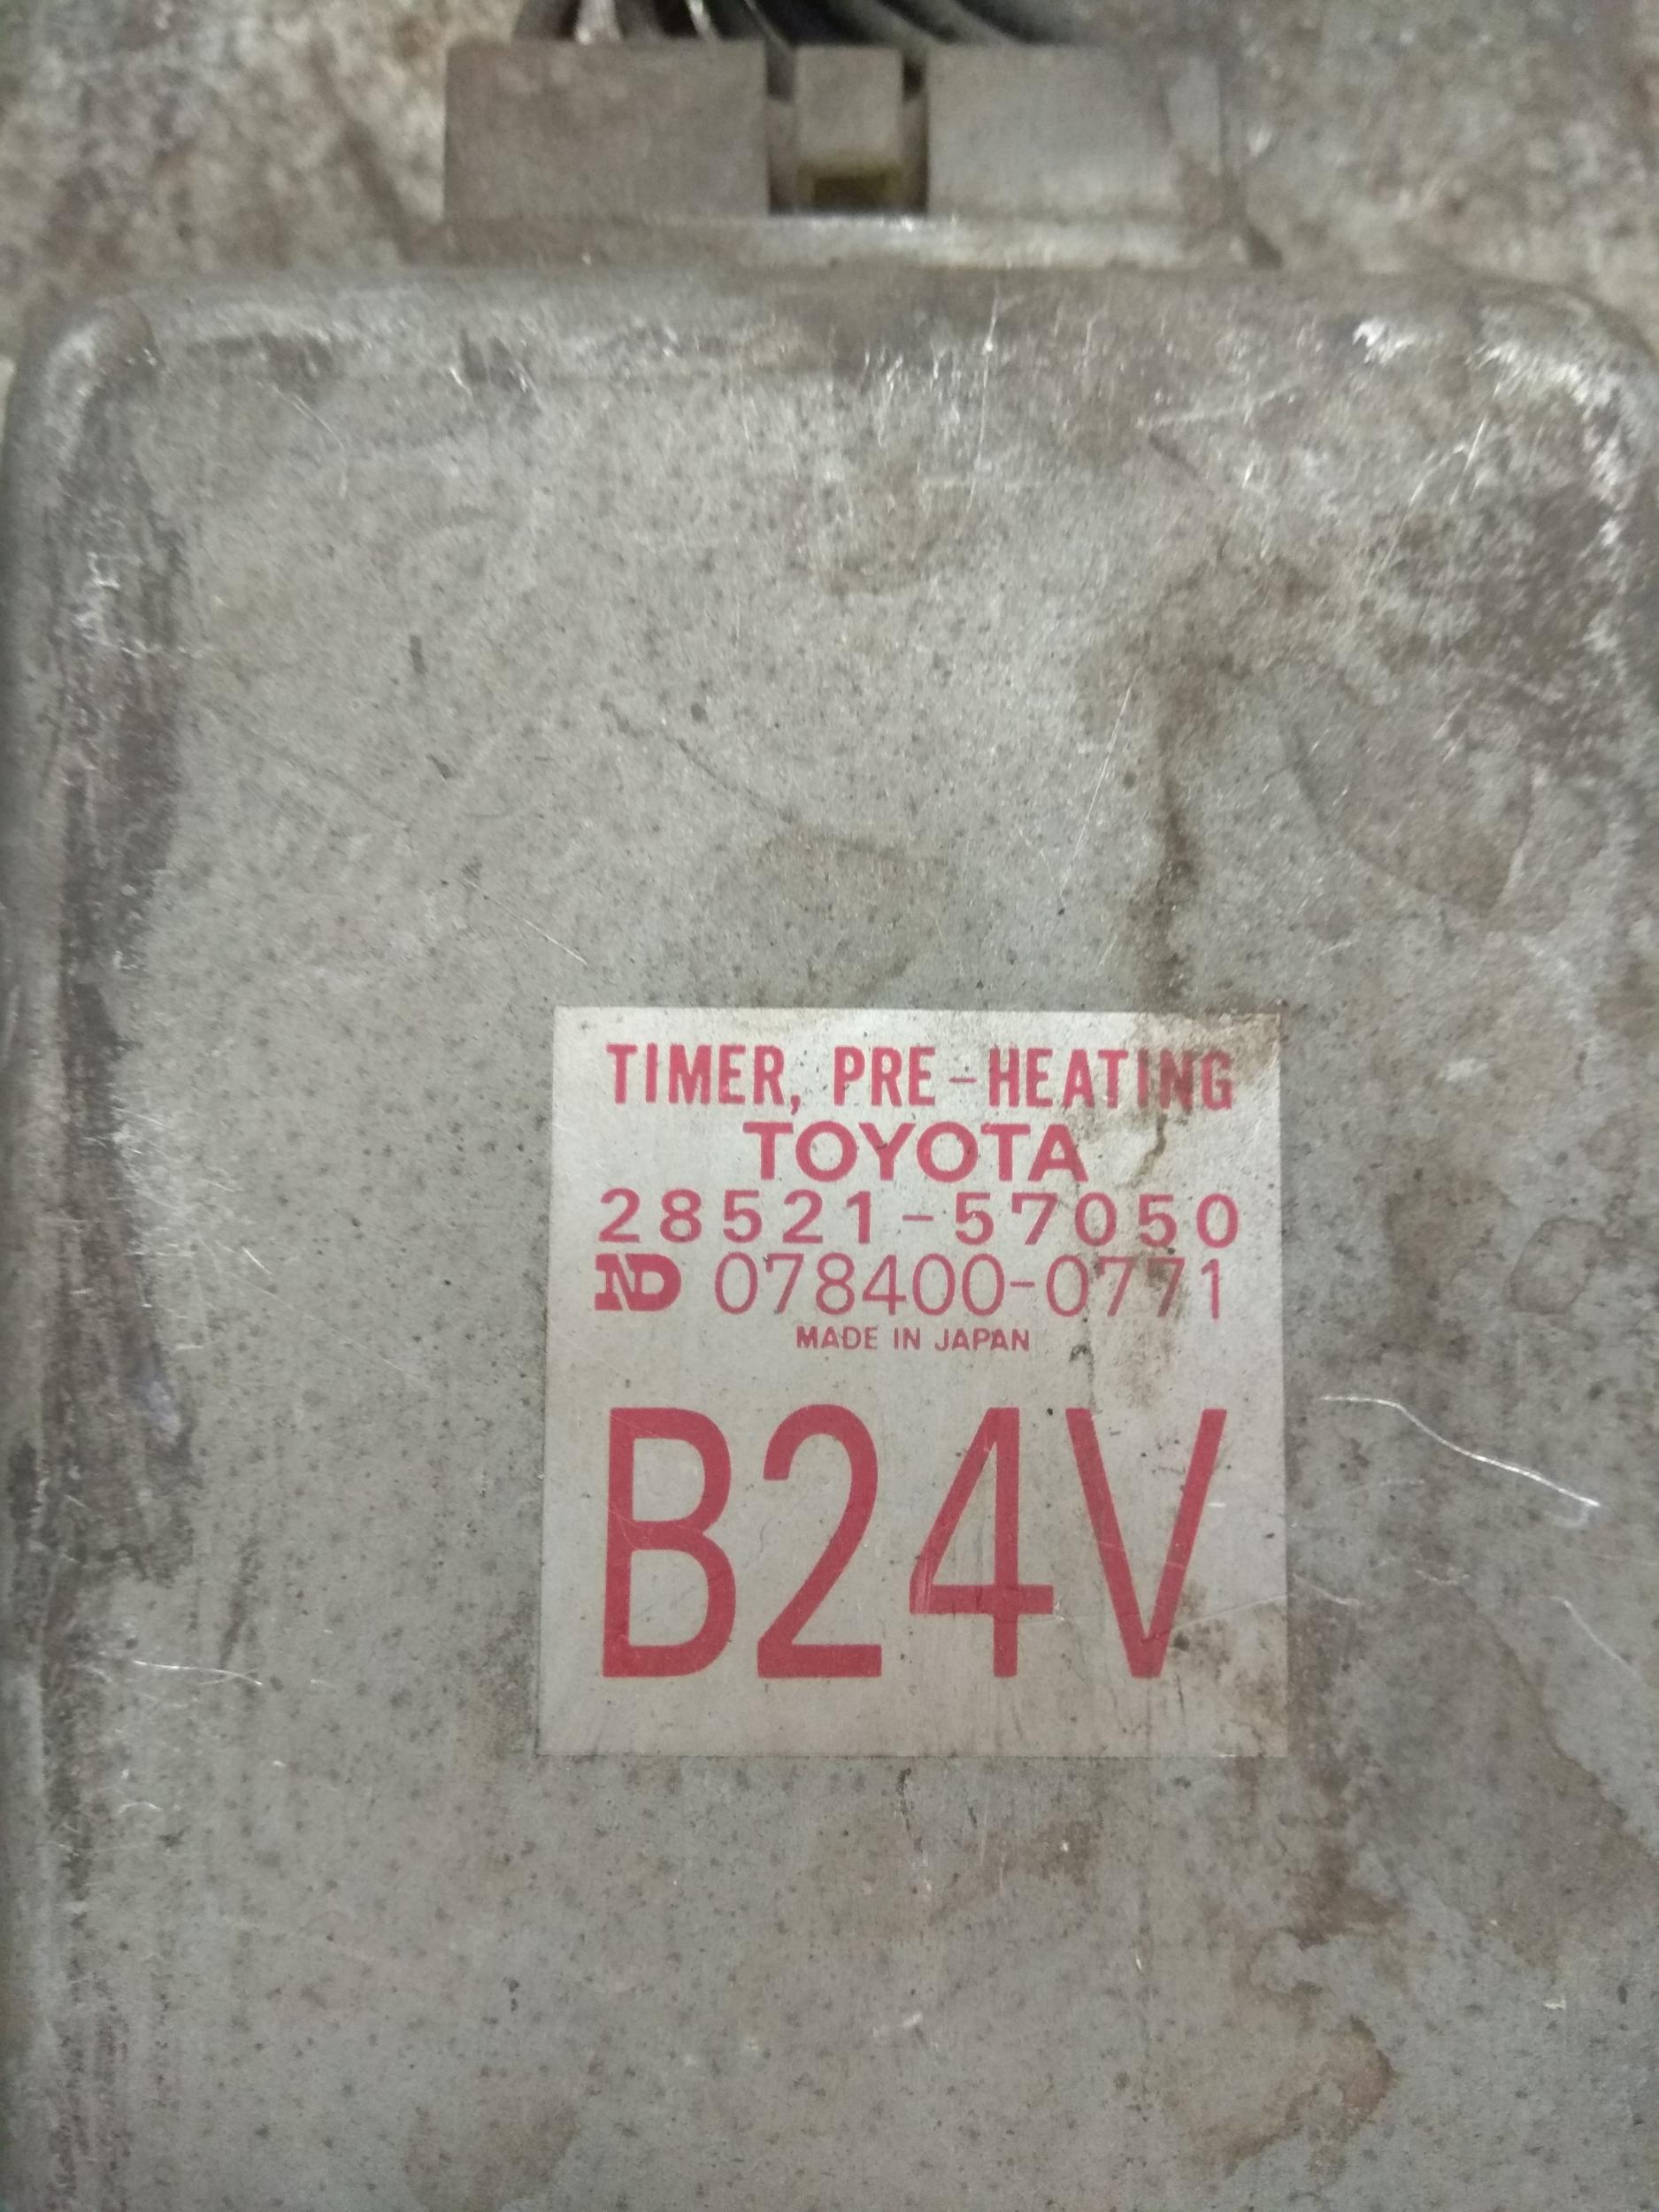 TIMER, PRE-HEATING
TOYOTA
28521-57050
ND 078400-0771
MADE IN JAPAN
B24V